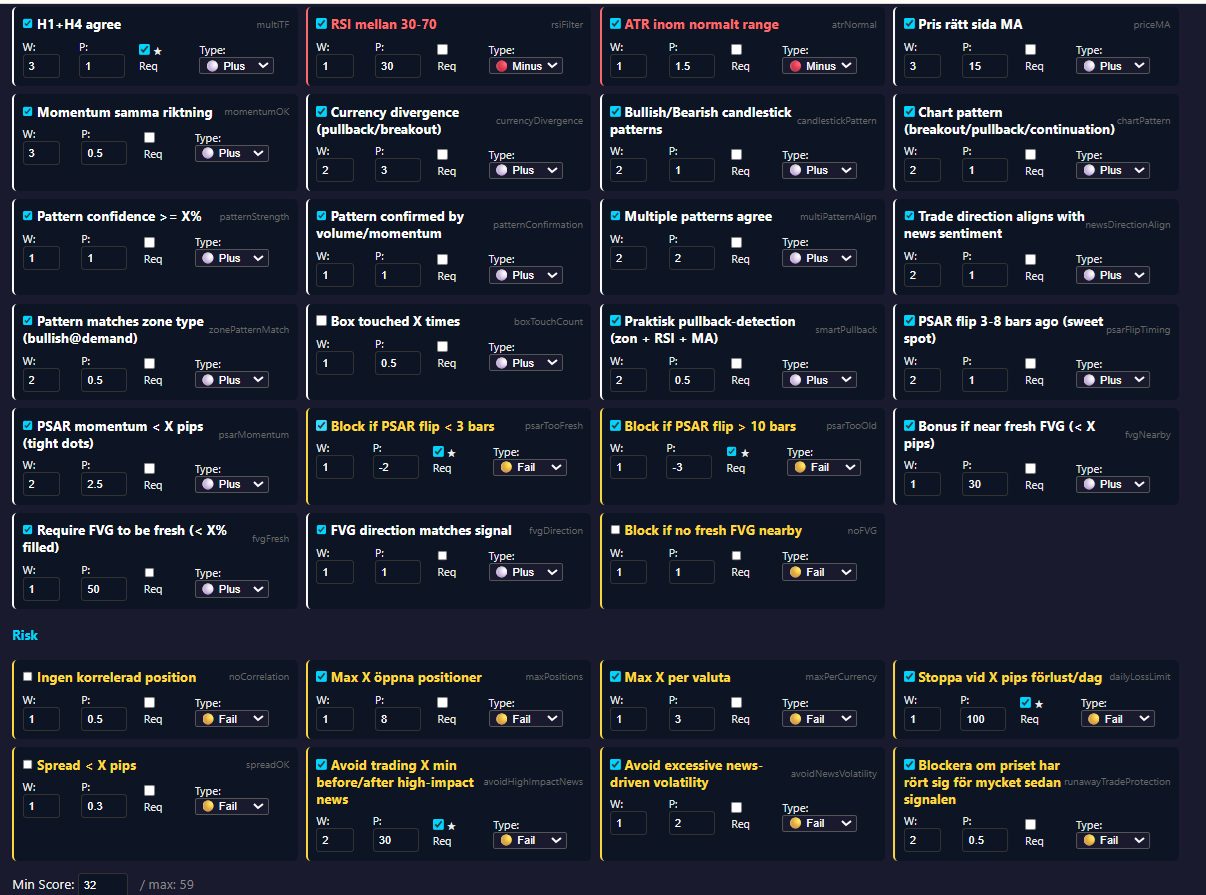 H1+H4 agree multiTF
W: P: ★ Type:
3 1 Req Plus
RSI mellan 30-70 rsiFilter
W: P: Type:
1 30 Req Minus
ATR inom normalt range atrNormal
W: P: Type:
1 1.5 Req Minus
Pris rätt sida MA priceMA
W: P: Type:
3 15 Req Plus
Momentum samma riktning momentumOK
W: P: Type:
3 0.5 Req Plus
Currency divergence
(pullback/breakout) currencyDivergence
W: P: Type:
2 3 Req Plus
Bullish/Bearish candlestick
patterns candlestickPattern
W: P: Type:
2 1 Req Plus
Chart pattern
(breakout/pullback/continuation) chartPattern
W: P: Type:
2 1 Req Plus
Pattern confidence >= X% patternStrength
W: P: Type:
1 1 Req Plus
Pattern confirmed by
volume/momentum patternConfirmation
W: P: Type:
1 1 Req Plus
Multiple patterns agree multiPatternAlign
W: P: Type:
2 2 Req Plus
Trade direction aligns with
news sentiment newsDirectionAlign
W: P: Type:
2 1 Req Plus
Pattern matches zone type
(bullish@demand) zonePatternMatch
W: P: Type:
2 0.5 Req Plus
Box touched X times boxTouchCount
W: P: Type:
1 0.5 Req Plus
Praktisk pullback-detection
(zon + RSI + MA) smartPullback
W: P: Type:
2 0.5 Req Plus
PSAR flip 3-8 bars ago (sweet
spot) psarFlipTiming
W: P: Type:
2 1 Req Plus
PSAR momentum < X pips
(tight dots) psarMomentum
W: P: Type:
2 2.5 Req Plus
Block if PSAR flip < 3 bars psarTooFresh
W: P: ★ Type:
1 -2 Req Fail
Block if PSAR flip > 10 bars psarTooOld
W: P: ★ Type:
1 -3 Req Fail
Bonus if near fresh FVG (< X
pips) fvgNearby
W: P: Type:
1 30 Req Plus
Require FVG to be fresh (< X%
filled) fvgFresh
W: P: Type:
1 50 Req Plus
FVG direction matches signal fvgDirection
W: P: Type:
1 1 Req Plus
Block if no fresh FVG nearby noFVG
W: P: Type:
1 1 Req Fail
Risk
Ingen korrelerad position noCorrelation
W: P: Type:
1 0.5 Req Fail
Max X öppna positioner maxPositions
W: P: Type:
1 8 Req Fail
Max X per valuta maxPerCurrency
W: P: Type:
1 3 Req Fail
Stoppa vid X pips förlust/dag dailyLossLimit
W: P: ★ Type:
1 100 Req Fail
Spread < X pips spreadOK
W: P: Type:
1 0.3 Req Fail
Avoid trading X min
before/after high-impact
news avoidHighImpactNews
W: P: ★ Type:
2 30 Req Fail
Avoid excessive news-
driven volatility avoidNewsVolatility
W: P: Type:
1 2 Req Fail
Blockera om priset har
rört sig för mycket sedan
signalen runawayTradeProtection
W: P: Type:
2 0.5 Req Fail
Min Score: 32 / max: 59